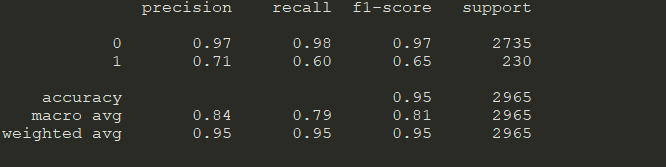 precision recall f1-score support
0 0.97 0.98 0.97 2735
1 0.71 0.60 0.65 230
accuracy 0.95 2965
macro avg 0.84 0.79 0.81 2965
weighted avg 0.95 0.95 0.95 2965